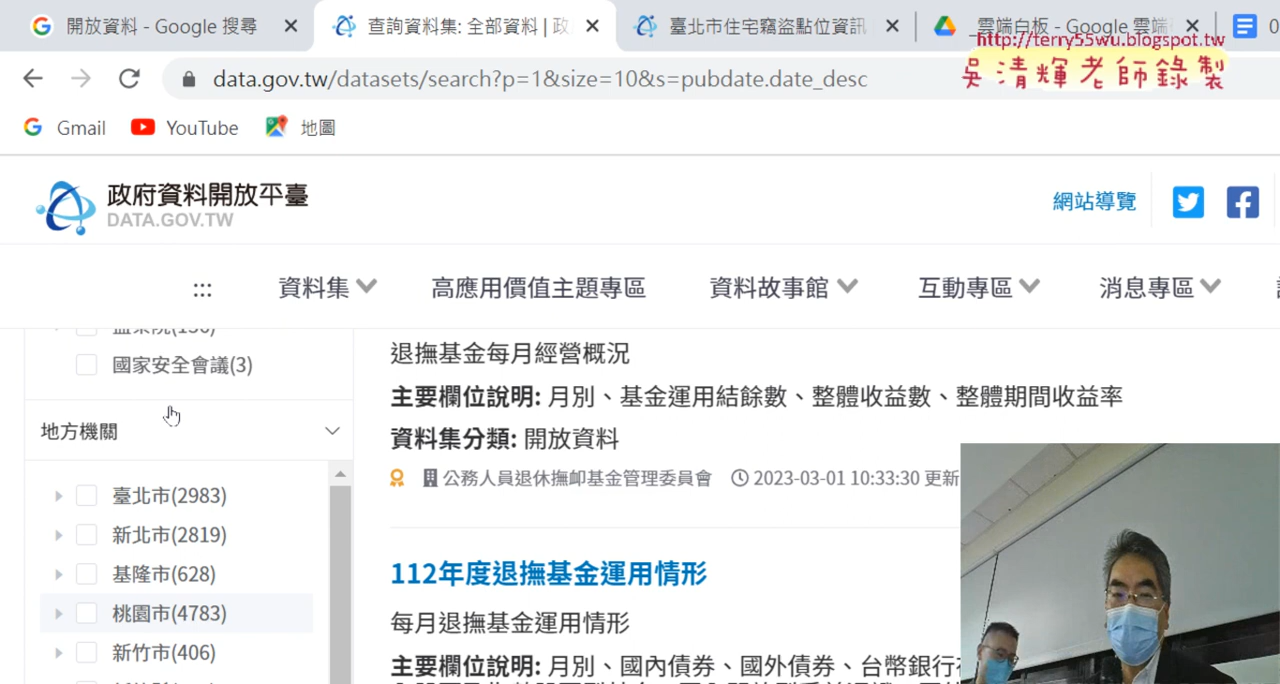 開放資料 - Google 搜尋
查詢資料集: 全部資料 | 政
臺北市住宅竊盜點位資訊
_雲端白板 - Google 雲端
http://terry55wu.blogspot.tw
吳清輝老師錄製
data.gov.tw/datasets/search?p=1&size=10&s=pubdate.date_desc
Gmail
YouTube
地圖
政府資料開放平臺
DATA.GOV.TW
網站導覽
資料集
高應用價值主題專區
資料故事館
互動專區
消息專區
國家安全會議(3)
地方機關
臺北市(2983)
新北市(2819)
基隆市(628)
桃園市(4783)
新竹市(406)
退撫基金每月經營概況
主要欄位說明: 月別、基金運用結餘數、整體收益數、整體期間收益率
資料集分類: 開放資料
公務人員退休撫卹基金管理委員會
2023-03-01 10:33:30 更新
112年度退撫基金運用情形
每月退撫基金運用情形
主要欄位說明: 月別、國內債券、國外債券、台幣銀行